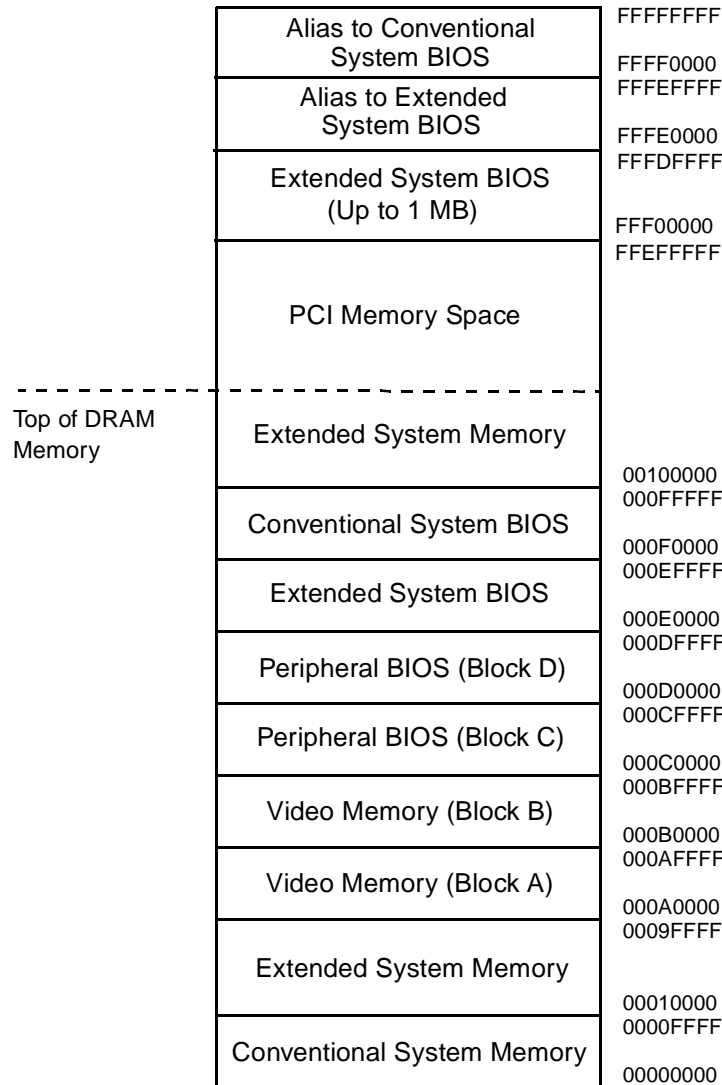 Alias to Conventional
System BIOS
FFFFFFFF
FFFF0000
Alias to Extended
System BIOS
FFFEFFFF
FFFE0000
Extended System BIOS
(Up to 1 MB)
FFFDFFFF
FFF00000
PCI Memory Space
FFEFFFFF
Top of DRAM
Memory
Extended System Memory
00100000
Conventional System BIOS
000FFFFF
000F0000
Extended System BIOS
000EFFFF
000E0000
Peripheral BIOS (Block D)
000DFFFF
000D0000
Peripheral BIOS (Block C)
000CFFFF
000C0000
Video Memory (Block B)
000BFFFF
000B0000
Video Memory (Block A)
000AFFFF
000A0000
Extended System Memory
0009FFFF
00010000
Conventional System Memory
0000FFFF
00000000